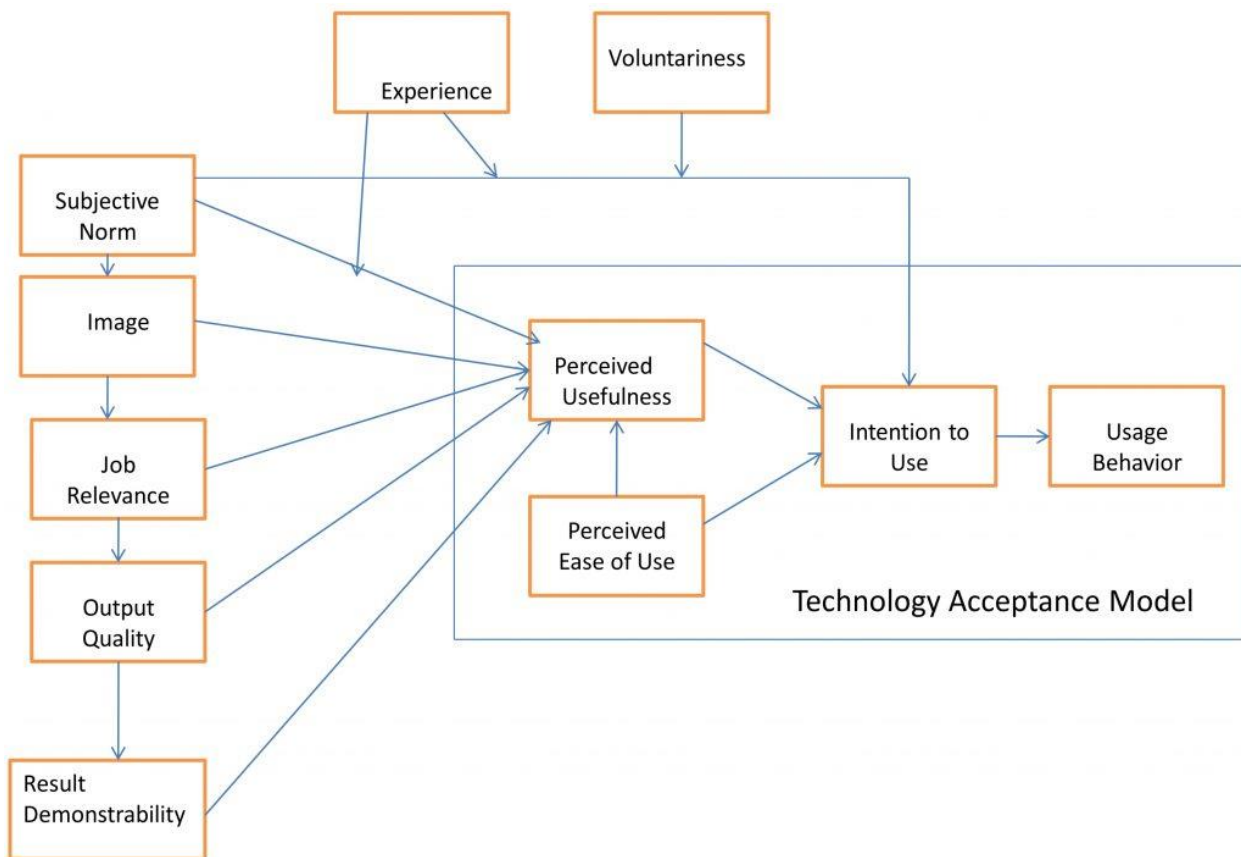 Experience
Voluntariness
Subjective
Norm
Image
Job
Relevance
Output
Quality
Result
Demonstrability
Perceived
Usefulness
Perceived
Ease of Use
Intention to
Use
Usage
Behavior
Technology Acceptance Model